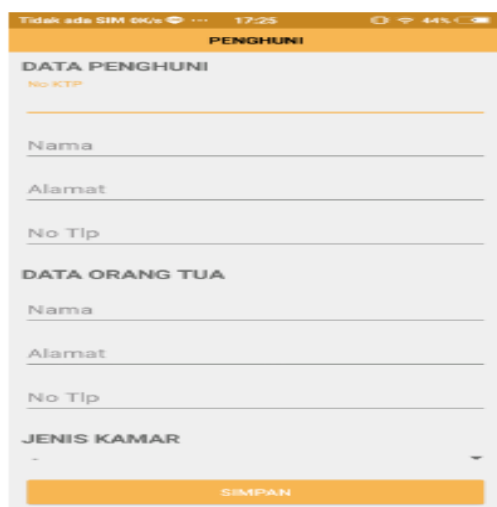 Tidak ada SIM 0K/s ··· 17:25 44%
PENGHUNI
DATA PENGHUNI
No KTP
Nama
Alamat
No Tlp
DATA ORANG TUA
Nama
Alamat
No Tlp
JENIS KAMAR
-
SIMPAN